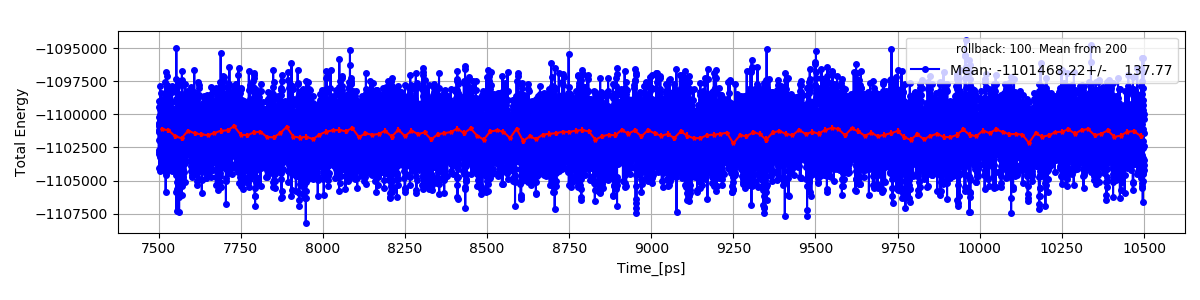 rollback: 100. Mean from 200
Mean: -1101468.22+/- 137.77
Total Energy
−1095000
−1097500
−1100000
−1102500
−1105000
−1107500
7500 7750 8000 8250 8500 8750 9000 9250 9500 9750 10000 10250 10500
Time_[ps]